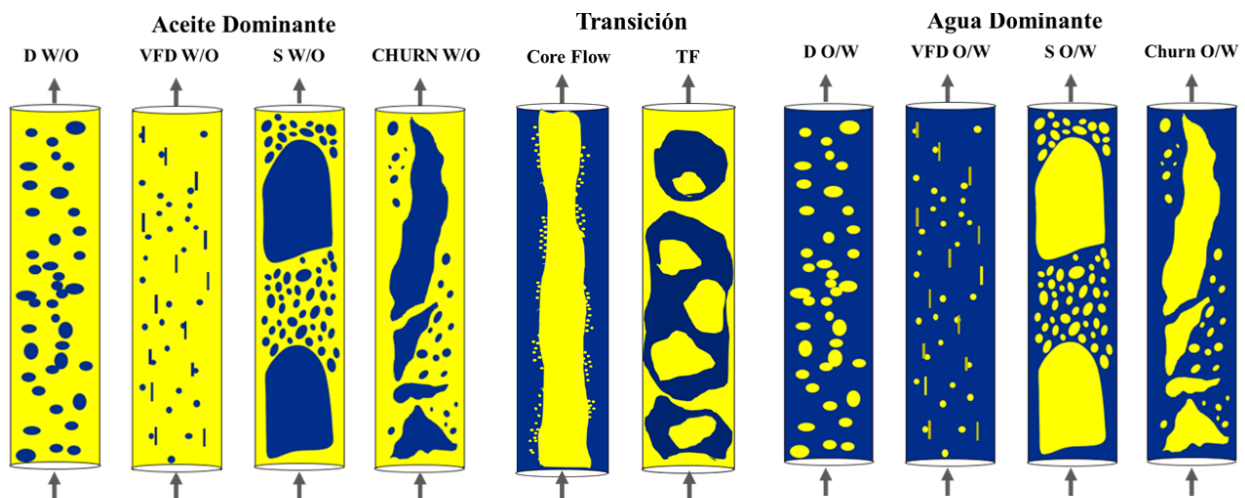 Aceite Dominante
Transición
Agua Dominante
D W/O
VFD W/O
S W/O
CHURN W/O
Core Flow
TF
D O/W
VFD O/W
S O/W
Churn O/W